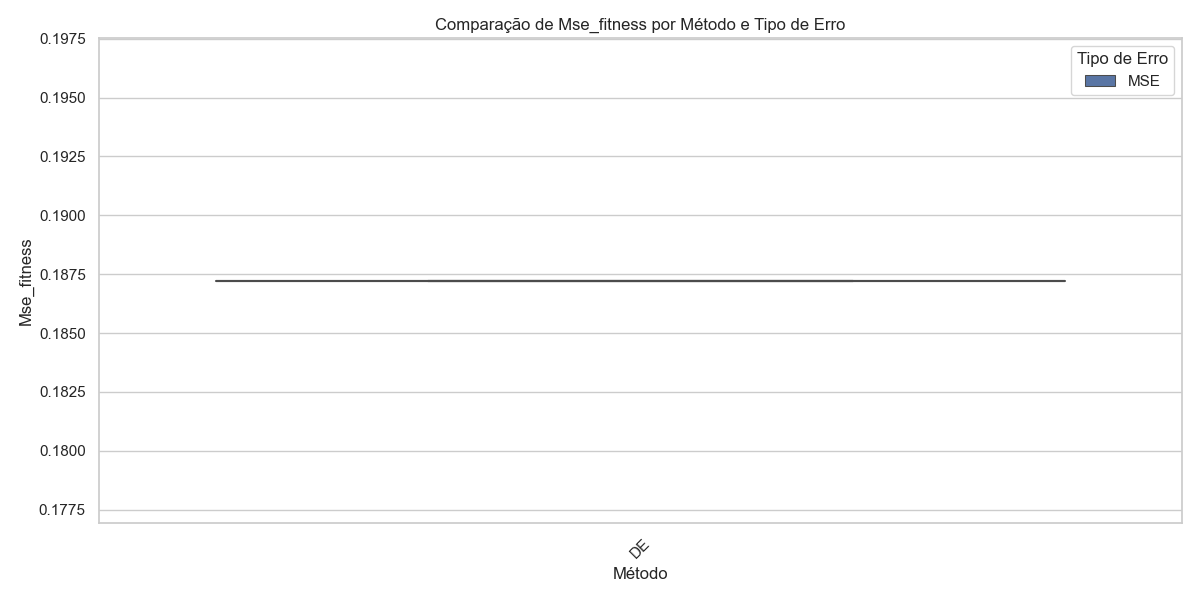 Comparação de Mse_fitness por Método e Tipo de Erro
Tipo de Erro
MSE
Mse_fitness
0.1975
0.1950
0.1925
0.1900
0.1875
0.1850
0.1825
0.1800
0.1775
DE
Método